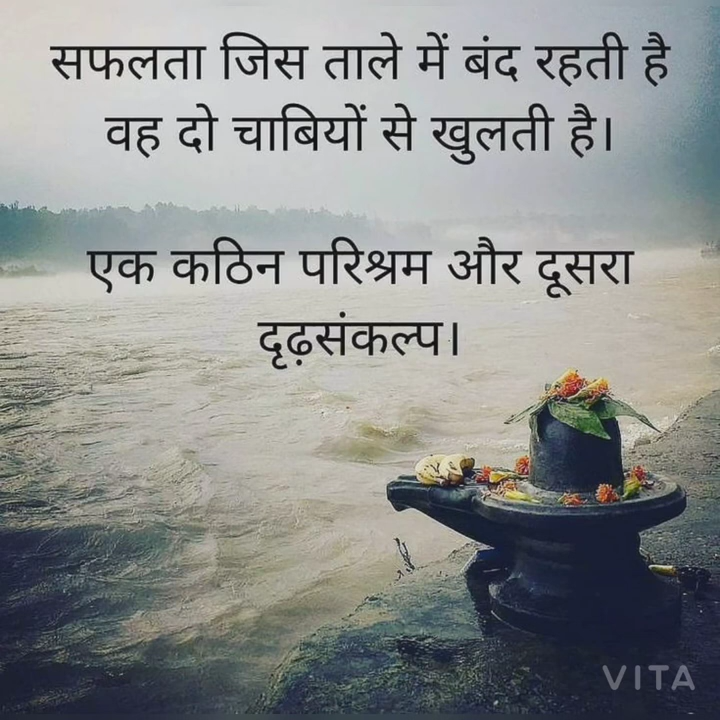 सफलता जिस ताले में बंद रहती है
वह दो चाबियों से खुलती है।
एक कठिन परिश्रम और दूसरा
दृढ़संकल्प।
VITA